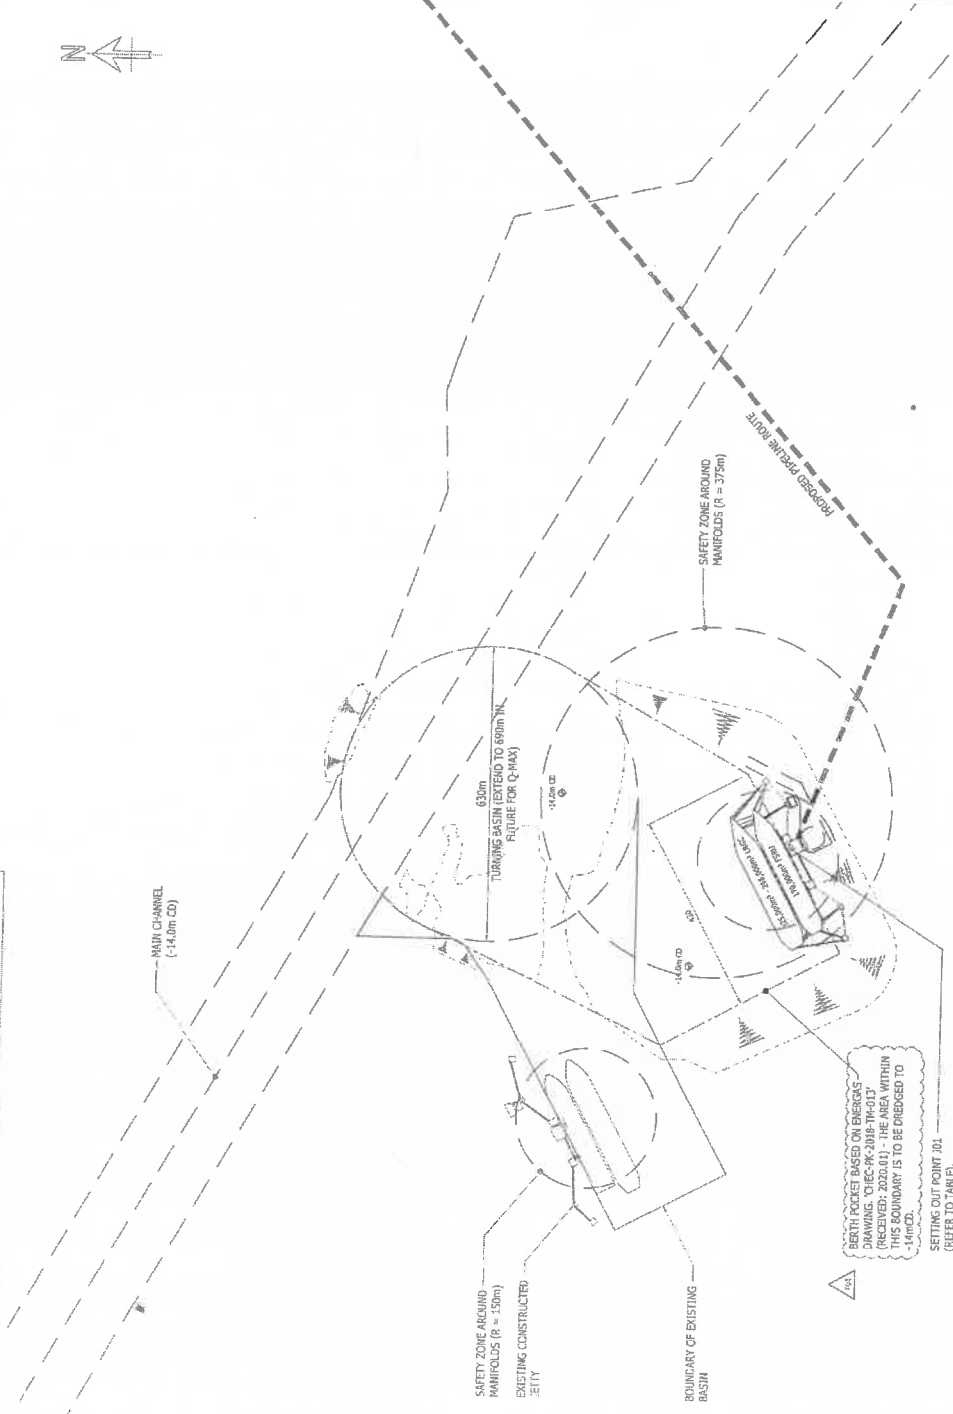 N
MAIN CHANNEL
(-14.0m CD)
630m
TURNING BASIN (EXTEND TO 690m IN
FUTURE FOR Q-MAX)
-14.0m CD
SAFETY ZONE AROUND
MANIFOLDS (R = 375m)
PROPOSED PIPELINE ROUTE
-14.0m CD
170,000m³ FSRU
SAFETY ZONE AROUND
MANIFOLDS (R = 150m)
EXISTING CONSTRUCTED
JETTY
BOUNDARY OF EXISTING
BASIN
BERTH POCKET BASED ON ENERGAS
DRAWING. 'CHEC-PK-2018-TM-013'
(RECEIVED: 2020.01) - THE AREA WITHIN
THIS BOUNDARY IS TO BE DREDGED TO
-14mCD.
SETTING OUT POINT J01
(REFER TO TABLE)